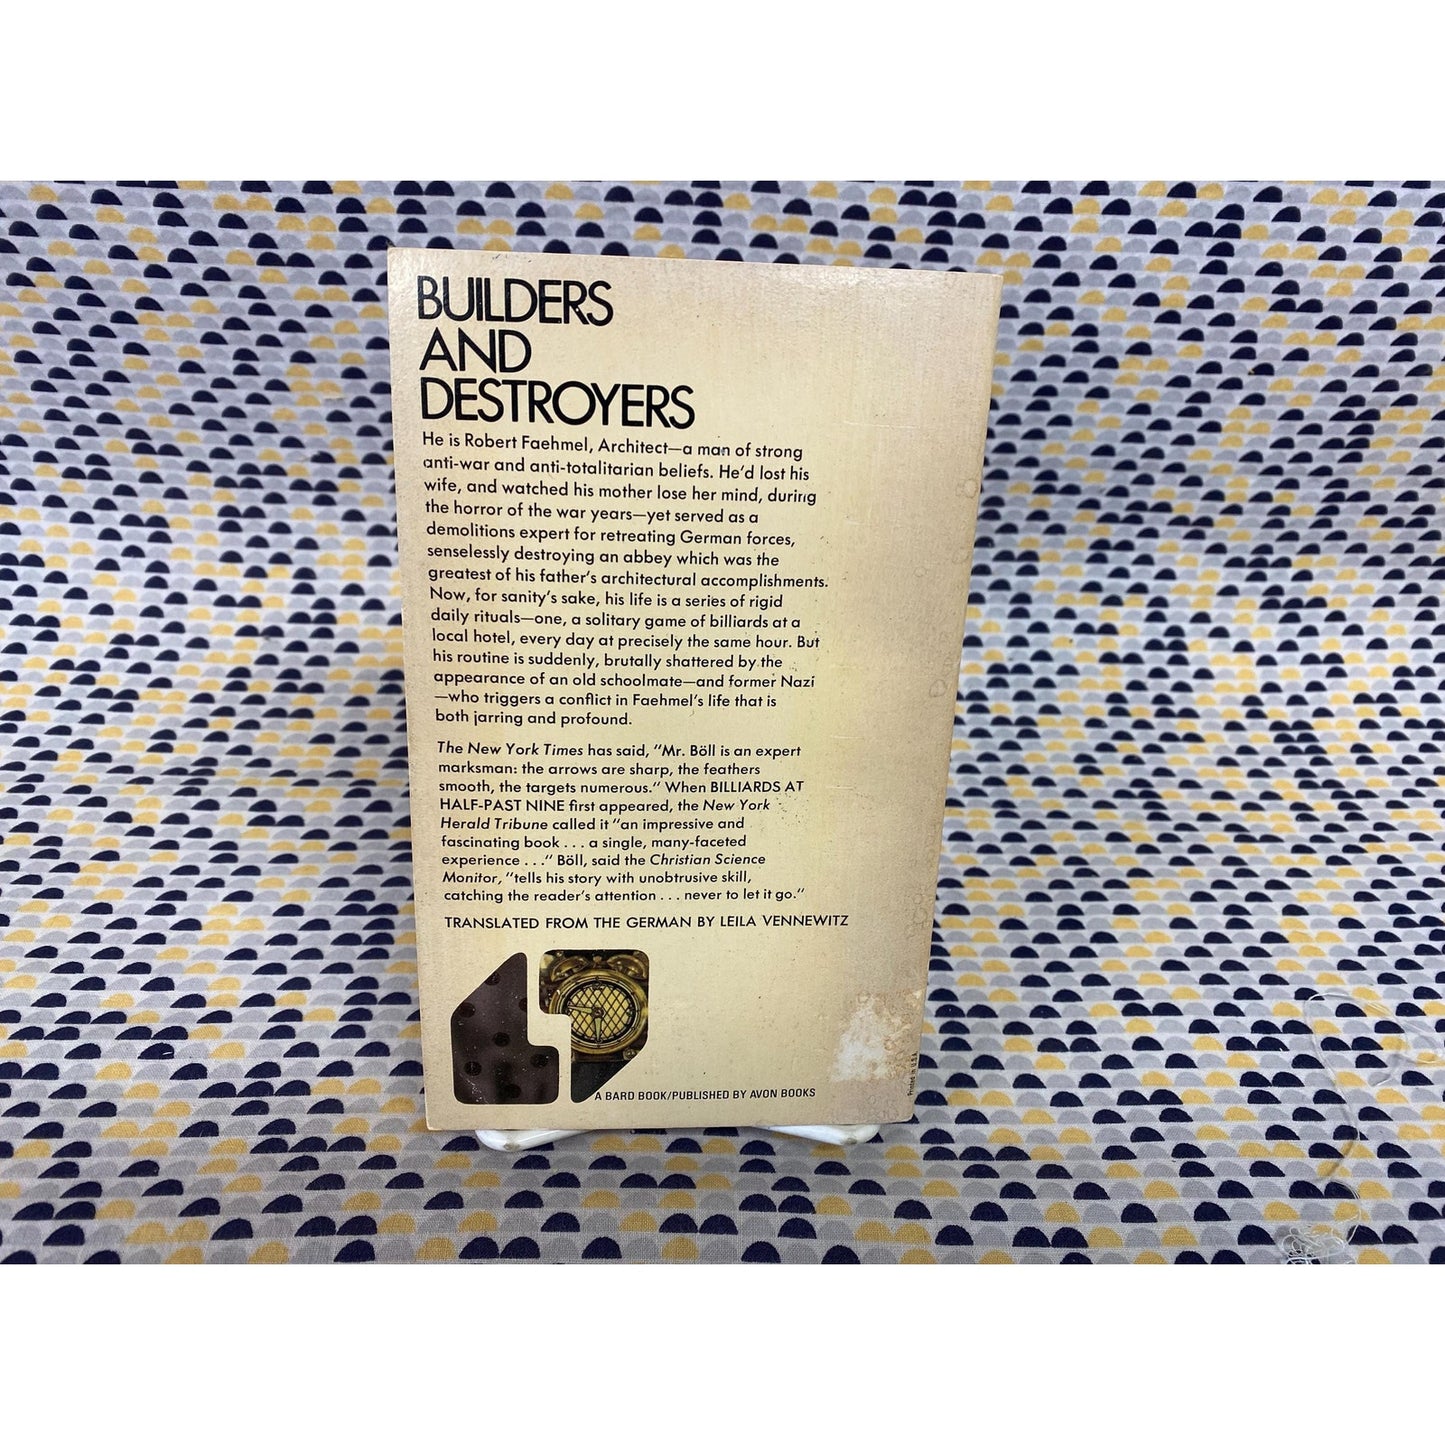 BUILDERS
AND
DESTROYERS
He is Robert Faehmel, Architect—a man of strong
anti-war and anti-totalitarian beliefs. He'd lost his
wife, and watched his mother lose her mind, during
the horror of the war years—yet served as a
demolitions expert for retreating German forces,
senselessly destroying an abbey which was the
greatest of his father's architectural accomplishments.
Now, for sanity's sake, his life is a series of rigid
daily rituals—one, a solitary game of billiards at a
local hotel, every day at precisely the same hour. But
his routine is suddenly, brutally shattered by the
appearance of an old schoolmate—and former Nazi
—who triggers a conflict in Faehmel's life that is
both jarring and profound.
The New York Times has said, "Mr. Böll is an expert
marksman: the arrows are sharp, the feathers
smooth, the targets numerous." When BILLIARDS AT
HALF-PAST NINE first appeared, the New York
Herald Tribune called it "an impressive and
fascinating book . . . a single, many-faceted
experience . . ." Böll, said the Christian Science
Monitor, "tells his story with unobtrusive skill,
catching the reader's attention . . . never to let it go."
TRANSLATED FROM THE GERMAN BY LEILA VENNEWITZ
A BARD BOOK/PUBLISHED BY AVON BOOKS
Printed in U.S.A.